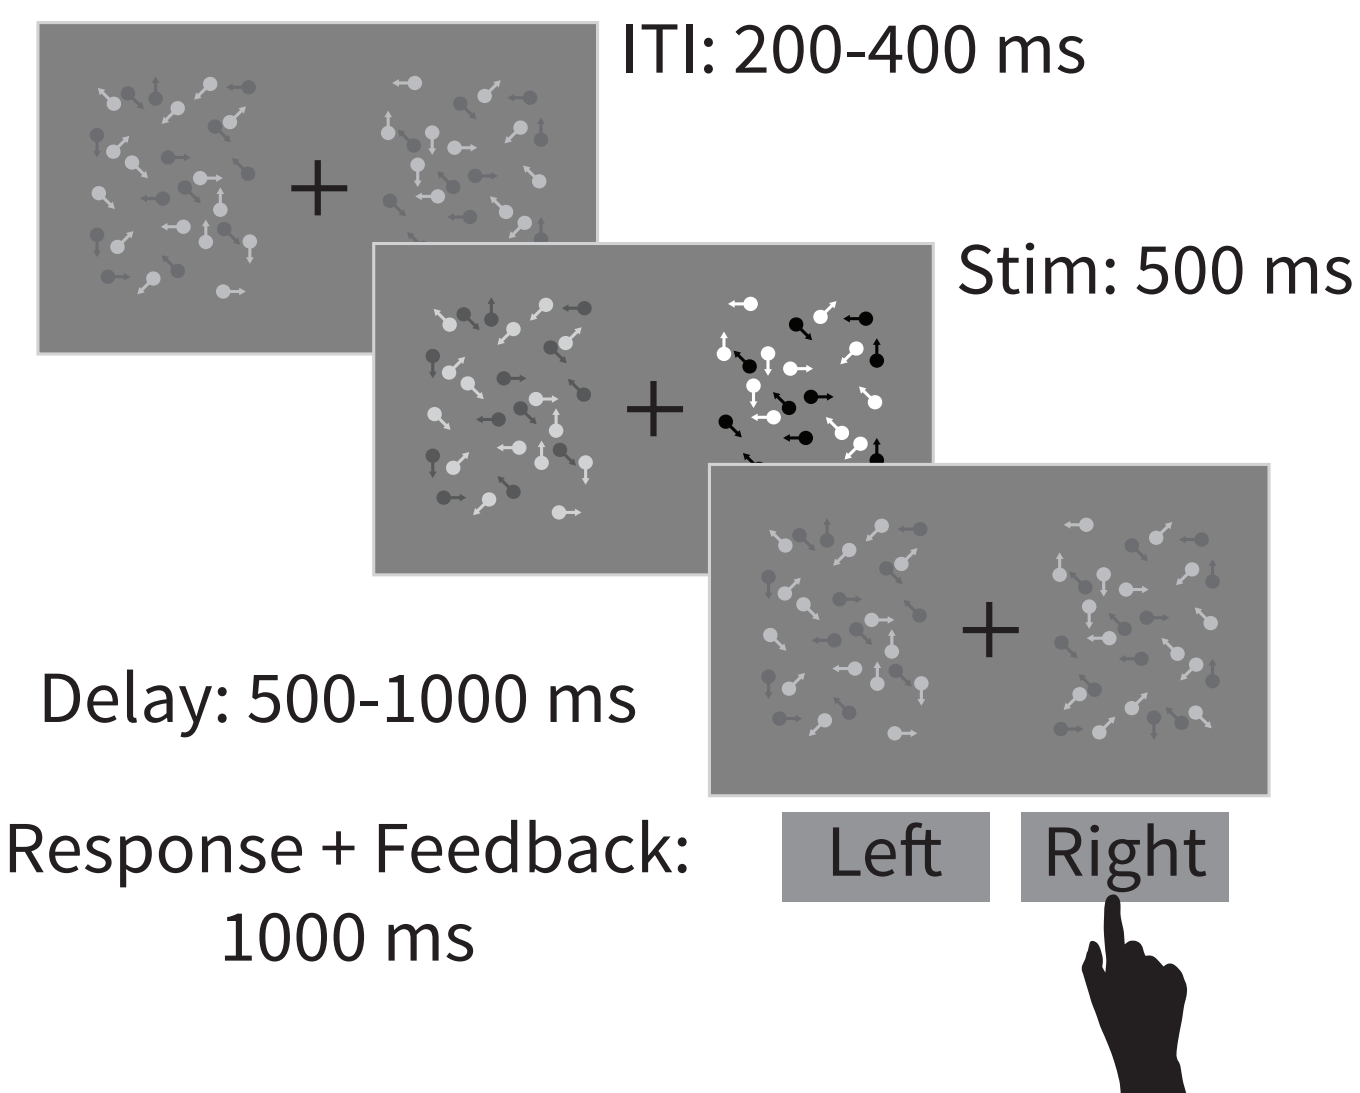 ITI: 200-400 ms
Stim: 500 ms
Delay: 500-1000 ms
Response + Feedback:
1000 ms
Left
Right